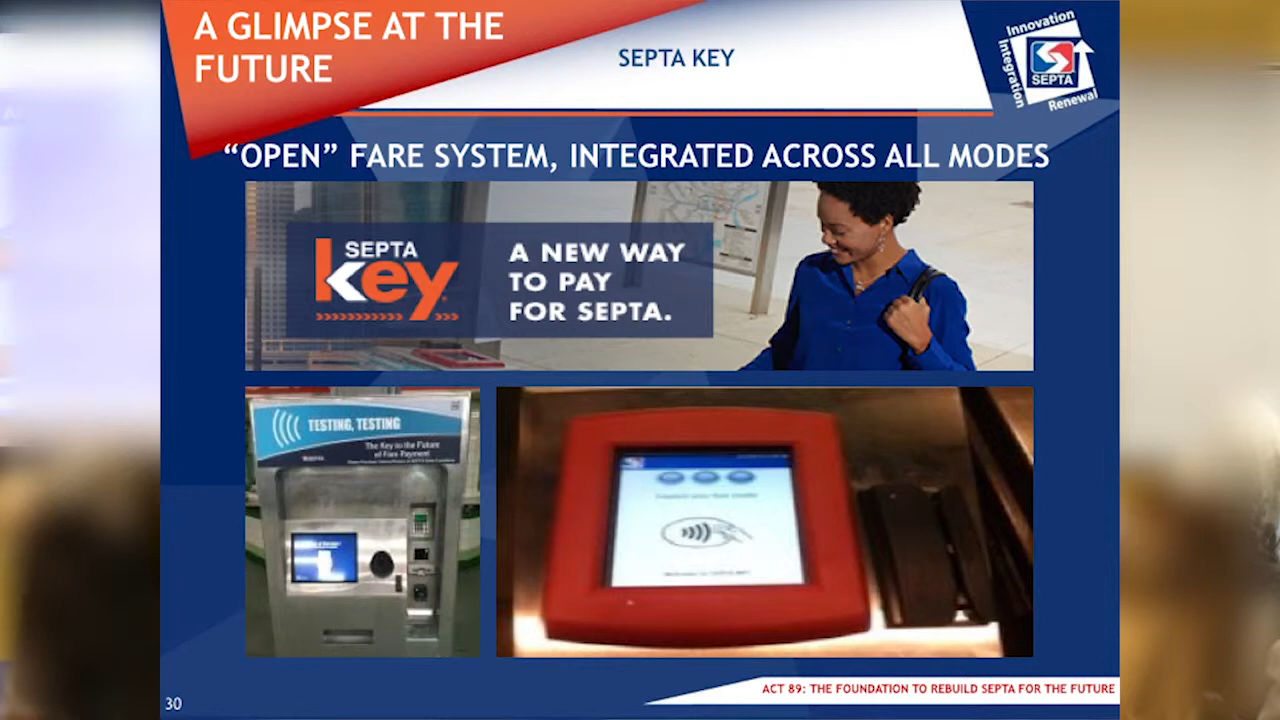 A GLIMPSE AT THE
FUTURE
SEPTA KEY
Innovation
Integration
SEPTA
Renewal
“OPEN” FARE SYSTEM, INTEGRATED ACROSS ALL MODES
SEPTA
key
A NEW WAY
TO PAY
FOR SEPTA.
TESTING, TESTING
The Key to the Future
of Fare Payment
ACT 89: THE FOUNDATION TO REBUILD SEPTA FOR THE FUTURE
30